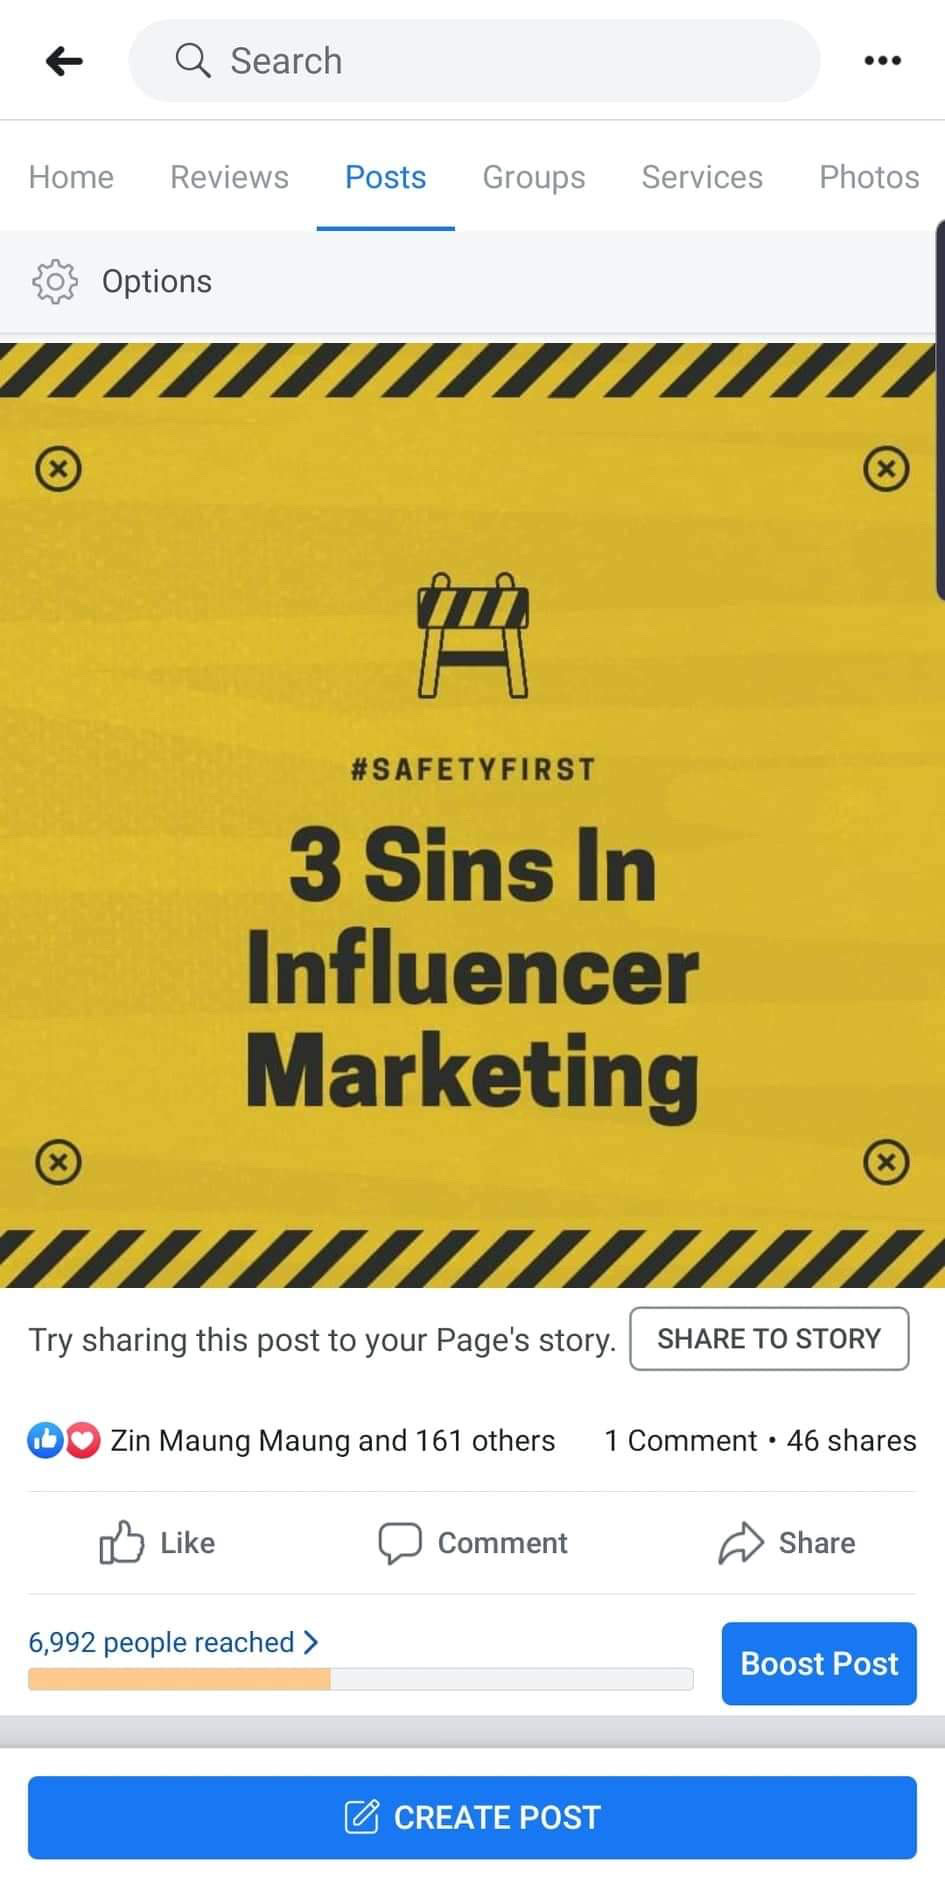 Search
Home Reviews Posts Groups Services Photos
Options
#SAFETYFIRST
3 Sins In
Influencer
Marketing
Try sharing this post to your Page's story. SHARE TO STORY
Zin Maung Maung and 161 others 1 Comment • 46 shares
Like Comment Share
6,992 people reached
Boost Post
CREATE POST